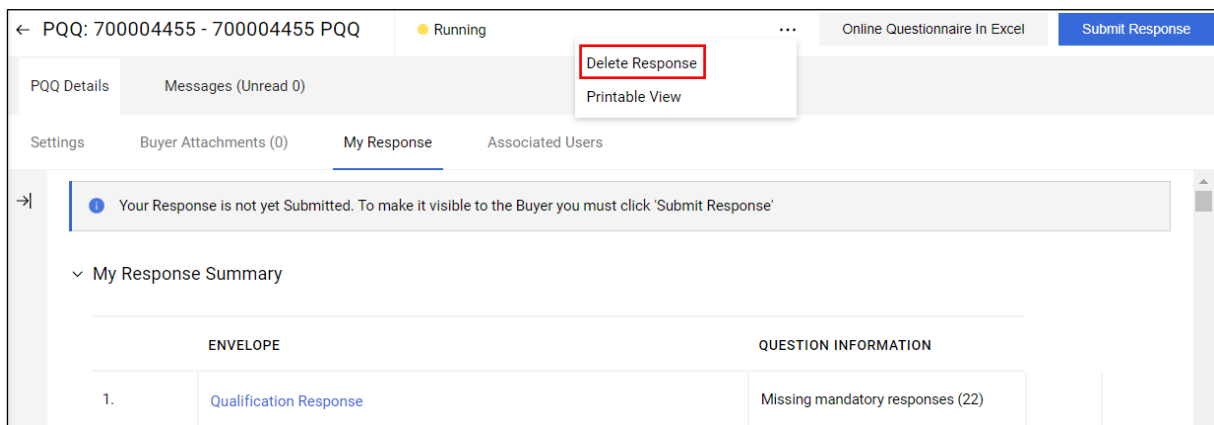 PQQ: 700004455 - 700004455 PQQ
Running
...
Online Questionnaire In Excel
Submit Response
Delete Response
Printable View
PQQ Details
Messages (Unread 0)
Settings
Buyer Attachments (0)
My Response
Associated Users
Your Response is not yet Submitted. To make it visible to the Buyer you must click 'Submit Response'
My Response Summary
ENVELOPE
QUESTION INFORMATION
1.
Qualification Response
Missing mandatory responses (22)